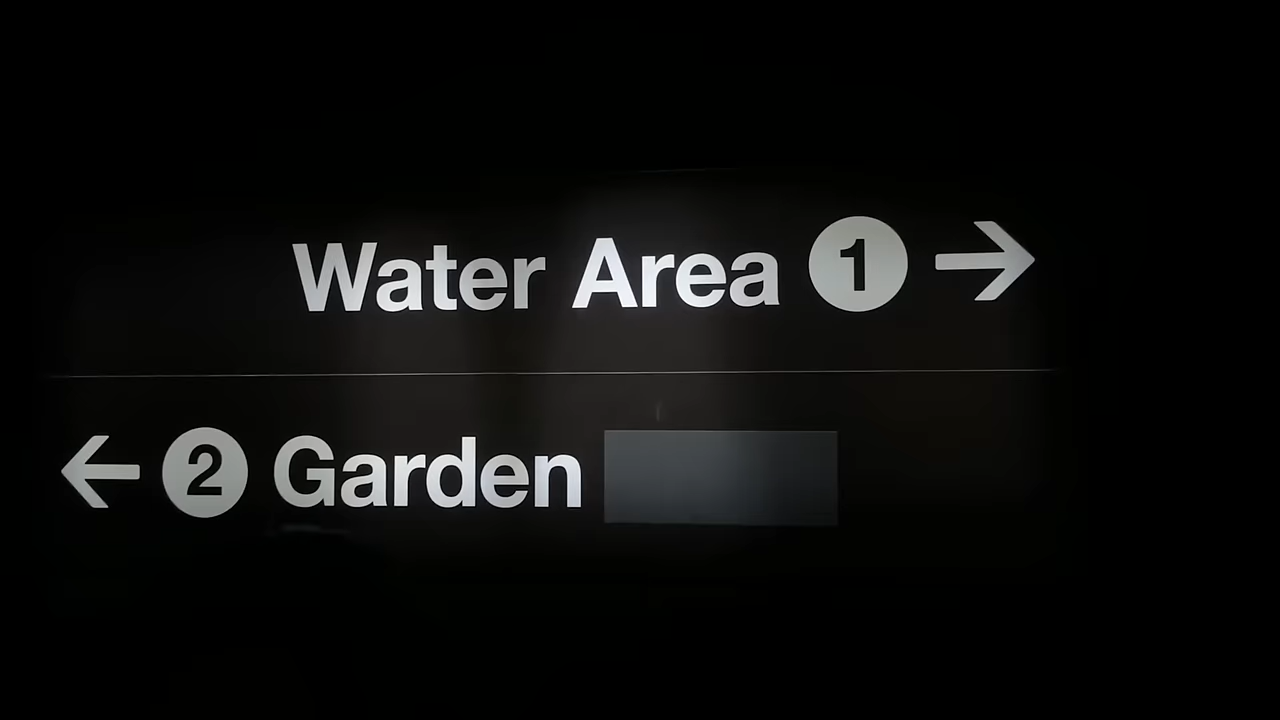 Water Area 1 →
← 2 Garden